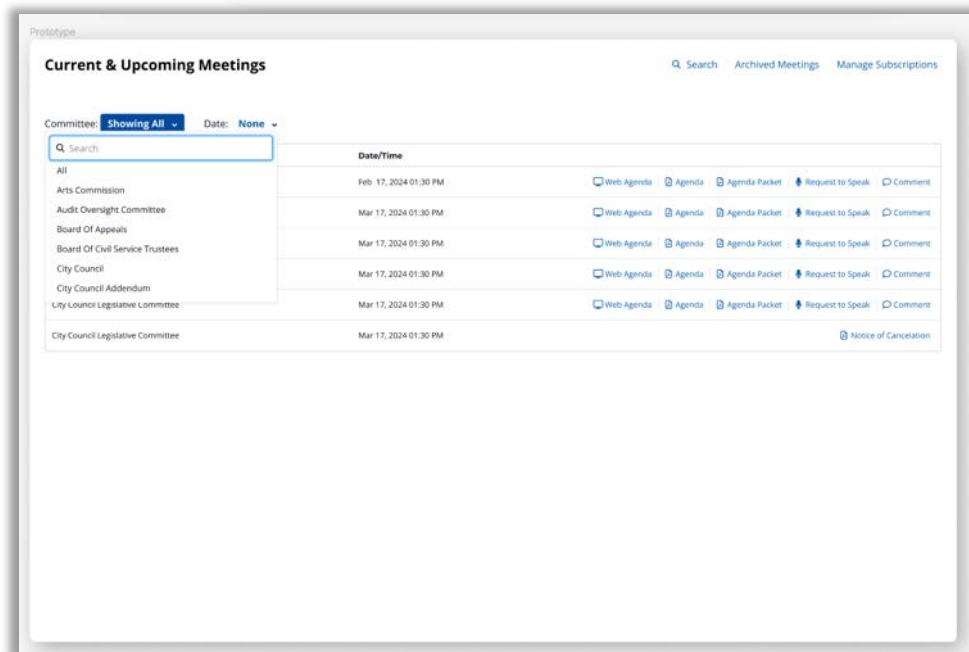 Prototype
Current & Upcoming Meetings
Search Archived Meetings Manage Subscriptions
Committee: Showing All Date: None
Search
Date/Time
All
Feb 17, 2024 01:30 PM Web Agenda Agenda Agenda Packet Request to Speak Comment
Arts Commission
Audit Oversight Committee
Mar 17, 2024 01:30 PM Web Agenda Agenda Agenda Packet Request to Speak Comment
Board Of Appeals
Mar 17, 2024 01:30 PM Web Agenda Agenda Agenda Packet Request to Speak Comment
Board Of Civil Service Trustees
City Council
Mar 17, 2024 01:30 PM Web Agenda Agenda Agenda Packet Request to Speak Comment
City Council Addendum
City Council Legislative Committee Mar 17, 2024 01:30 PM Web Agenda Agenda Agenda Packet Request to Speak Comment
City Council Legislative Committee Mar 17, 2024 01:30 PM Notice of Cancelation